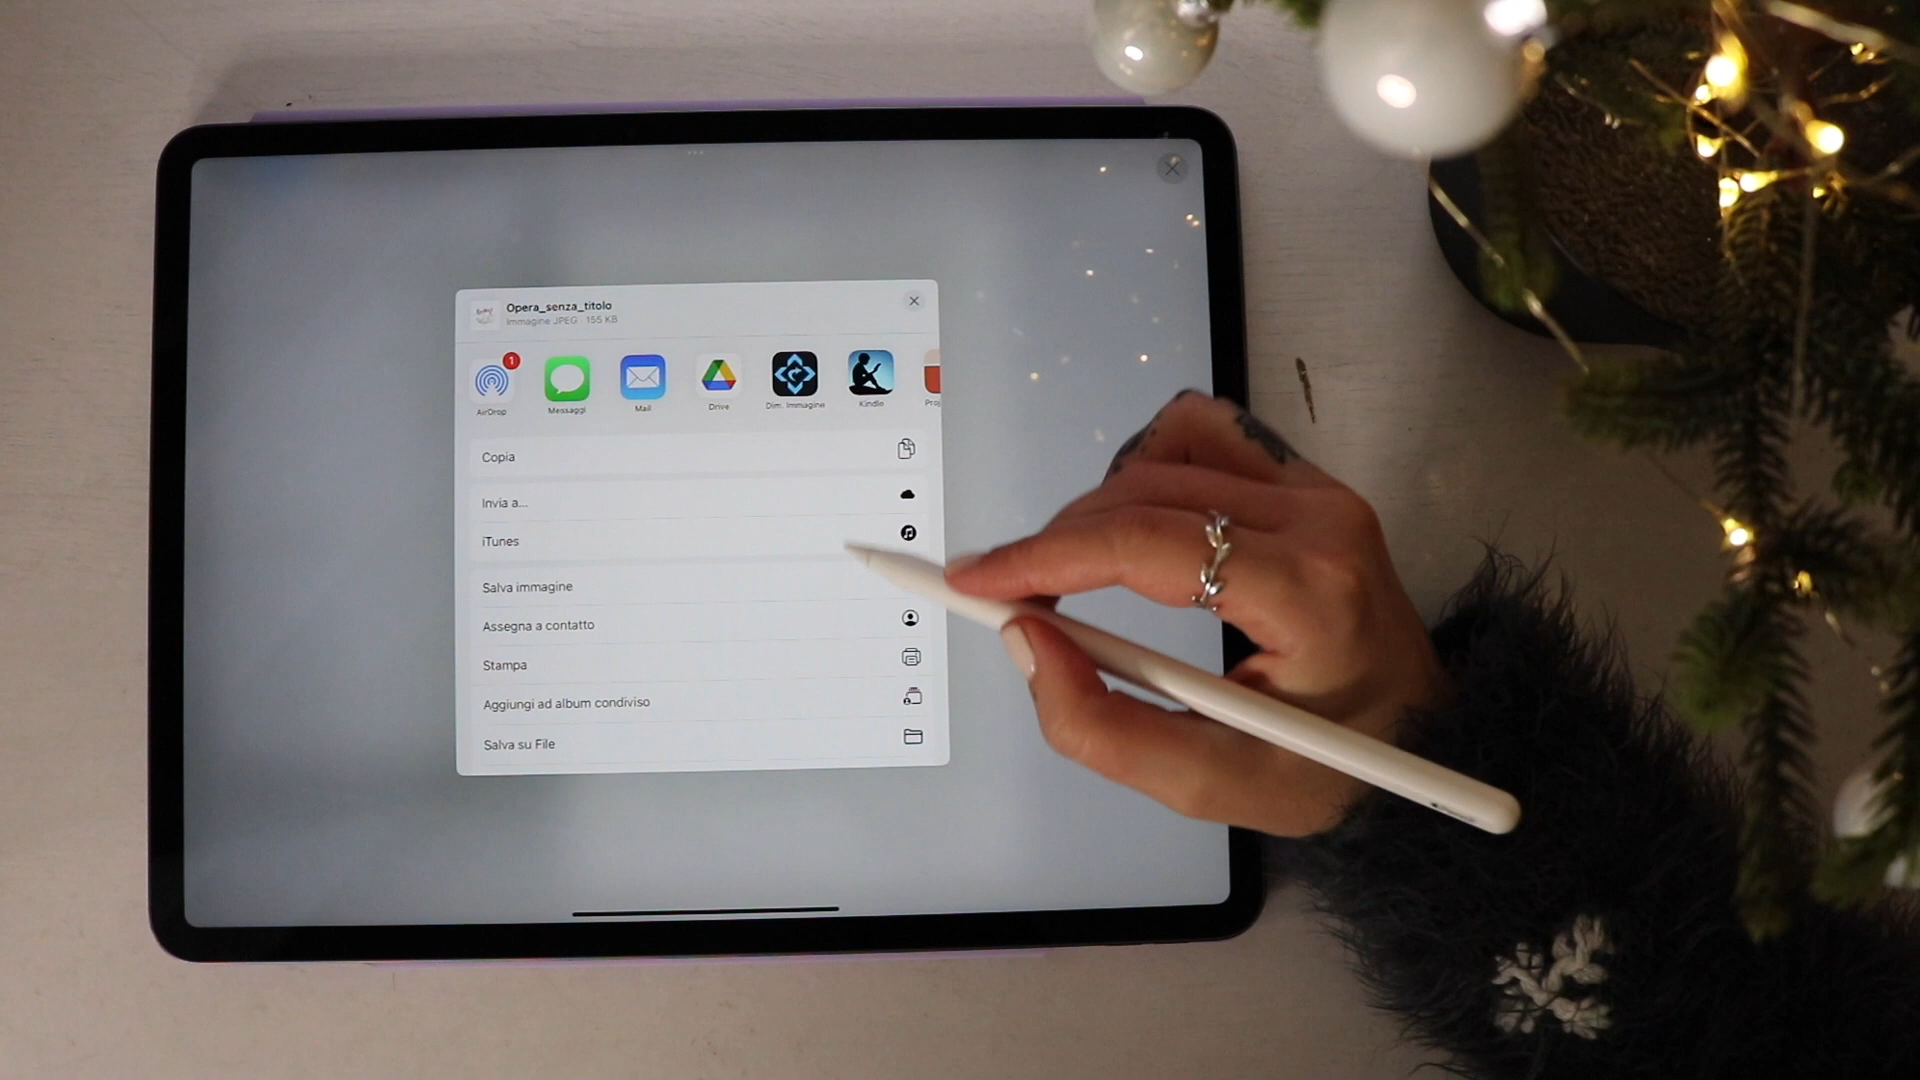 Opera_senza_titolo
Immagine JPEG · 155 KB
1
AirDrop
Messaggi
Mail
Drive
Dim. Immagine
Kindle
Copia
Invia a...
iTunes
Salva immagine
Assegna a contatto
Stampa
Aggiungi ad album condiviso
Salva su File